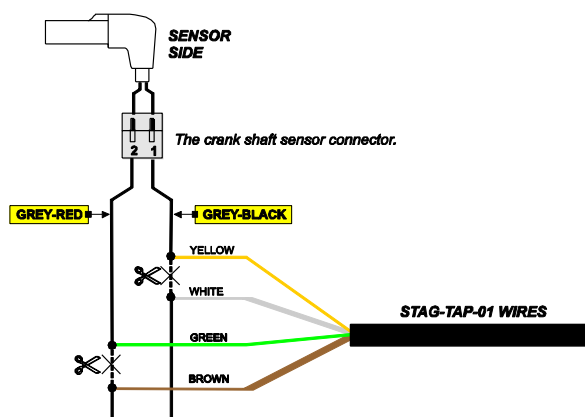 SENSOR
SIDE
2 1
The crank shaft sensor connector.
GREY-RED
GREY-BLACK
YELLOW
WHITE
STAG-TAP-01 WIRES
GREEN
BROWN